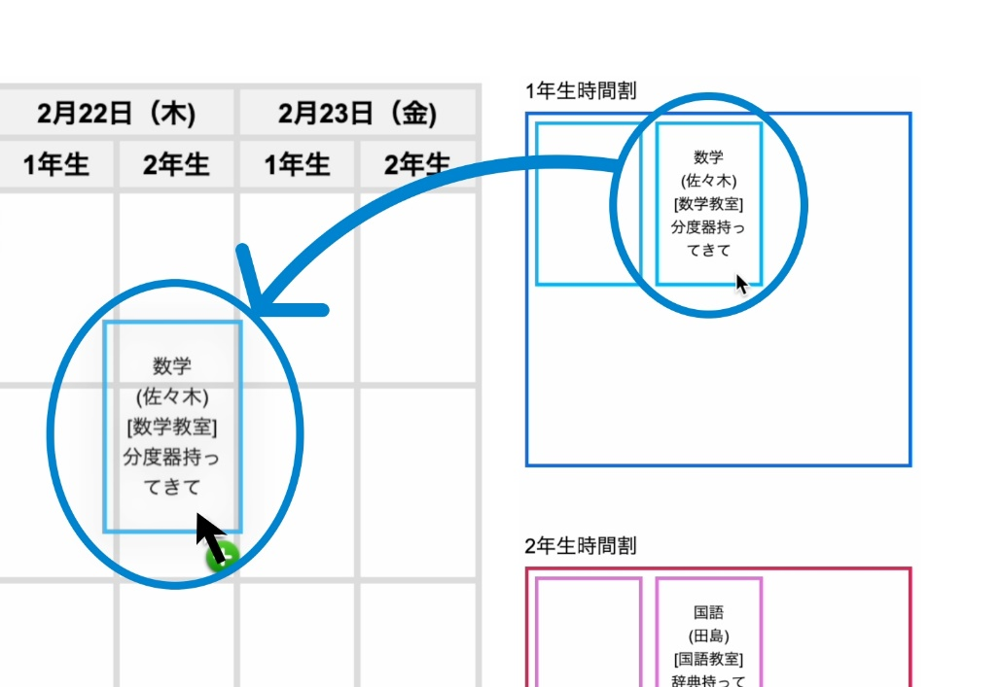 2月22日（木)
2月23日（金)
1年生
2年生
1年生
2年生
数学
(佐々木)
[数学教室]
分度器持っ
てきて
1年生時間割
数学
(佐々木)
[数学教室]
分度器持っ
てきて
2年生時間割
国語
(田島)
[国語教室]
辞典持って